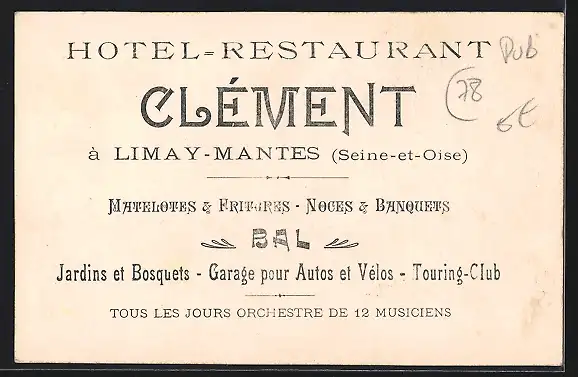 HOTEL-RESTAURANT
Pub
78
6€
CLÉMENT
à LIMAY-MANTES (Seine-et-Oise)
MATELOTES & FRITURES - NOCES & BANQUETS
BAL
Jardins et Bosquets - Garage pour Autos et Vélos - Touring-Club
TOUS LES JOURS ORCHESTRE DE 12 MUSICIENS